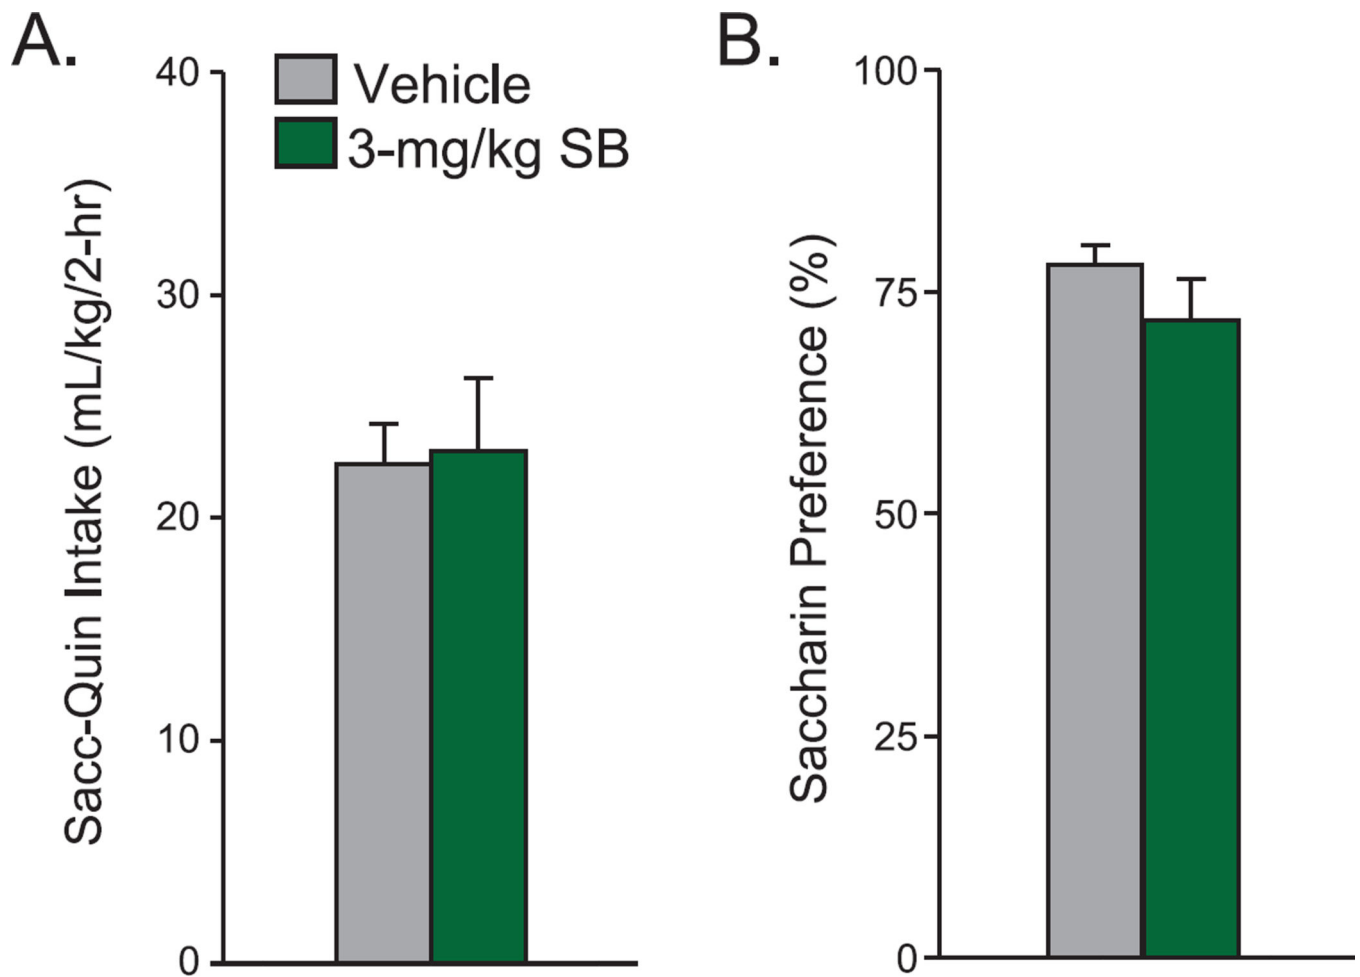 A.
Vehicle
3-mg/kg SB
Sacc-Quin Intake (mL/kg/2-hr)
40
30
20
10
0
B.
Saccharin Preference (%)
100
75
50
25
0